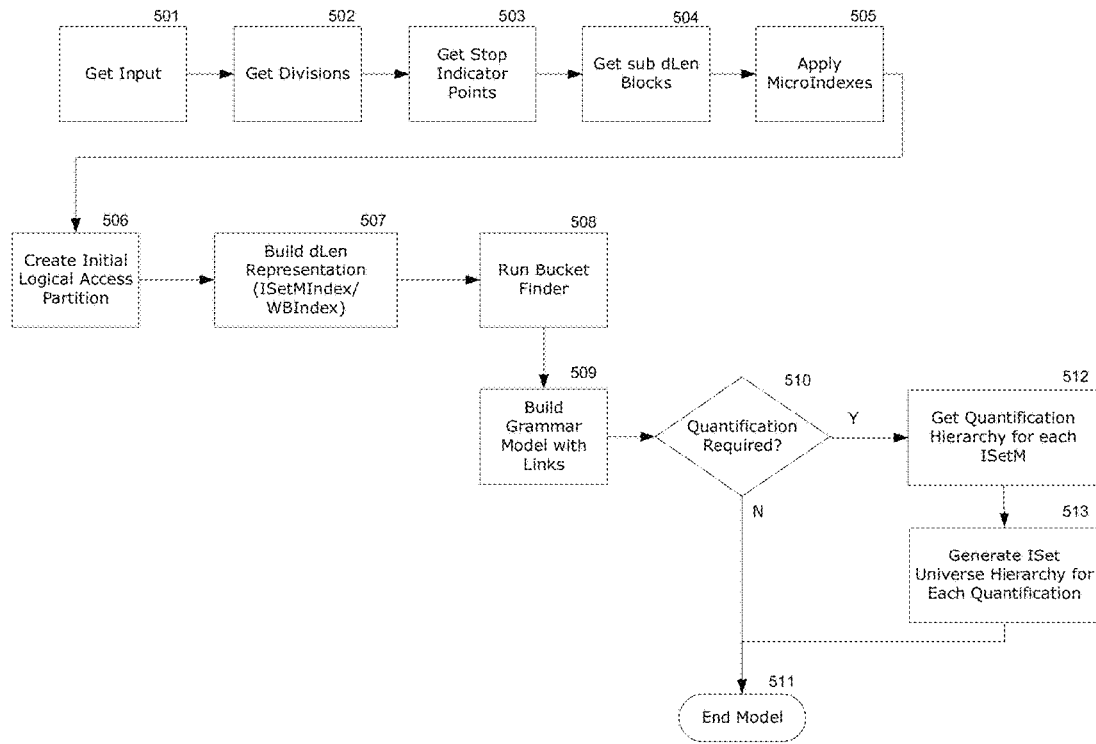 501
Get Input
502
Get Divisions
503
Get Stop
Indicator
Points
504
Get sub dLen
Blocks
505
Apply
MicroIndexes
506
Create Initial
Logical Access
Partition
507
Build dLen
Representation
(ISetMIndex/
WBIndex)
508
Run Bucket
Finder
509
Build
Grammar
Model with
Links
510
Quantification
Required?
Y
N
512
Get Quantification
Hierarchy for each
ISetM
513
Generate ISet
Universe Hierarchy for
Each Quantification
511
End Model